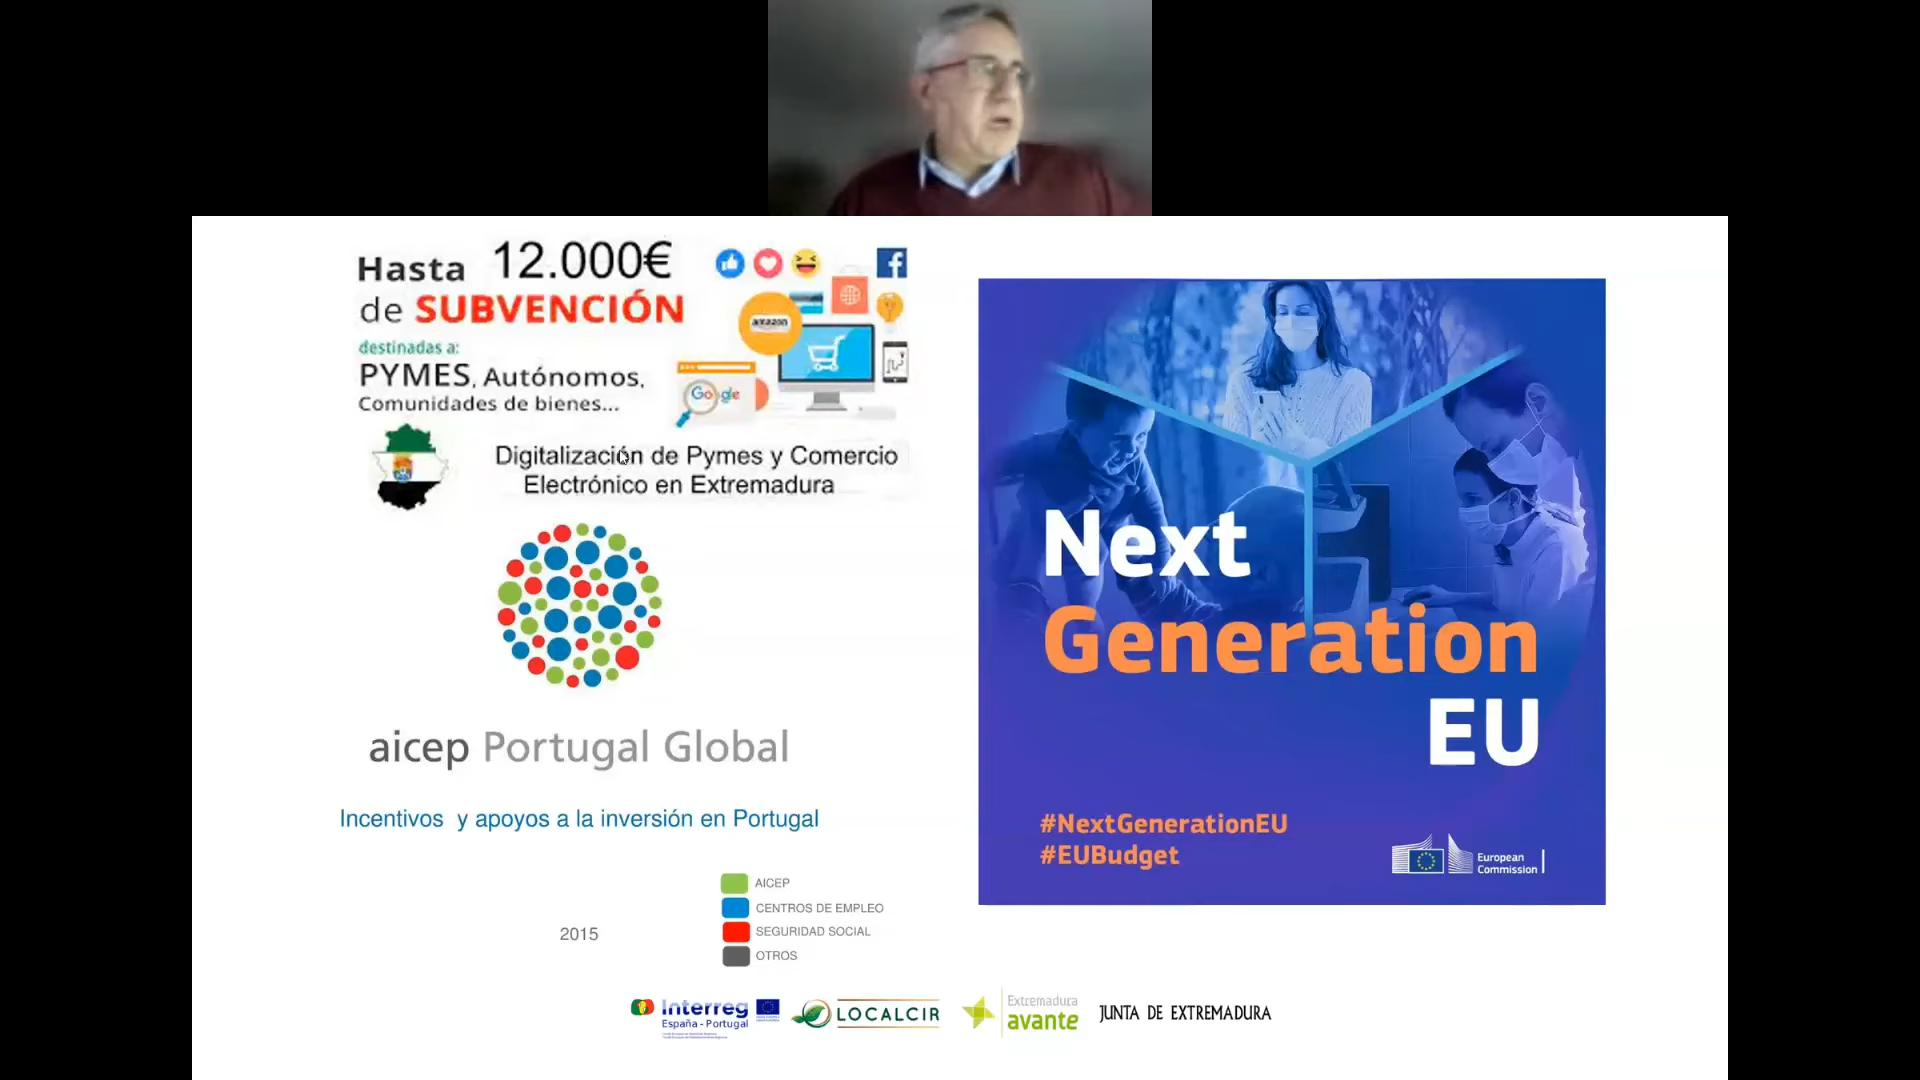 Hasta 12.000€
de SUBVENCIÓN
destinadas a:
PYMES, Autónomos,
Comunidades de bienes...
amazon
Google
Digitalización de Pymes y Comercio
Electrónico en Extremadura
aicep Portugal Global
Incentivos y apoyos a la inversión en Portugal
2015
AICEP
CENTROS DE EMPLEO
SEGURIDAD SOCIAL
OTROS
Next
Generation
EU
#NextGenerationEU
#EUBudget
European
Commission
Interreg
España - Portugal
LOCALCIR
Extremadura
avante
JUNTA DE EXTREMADURA